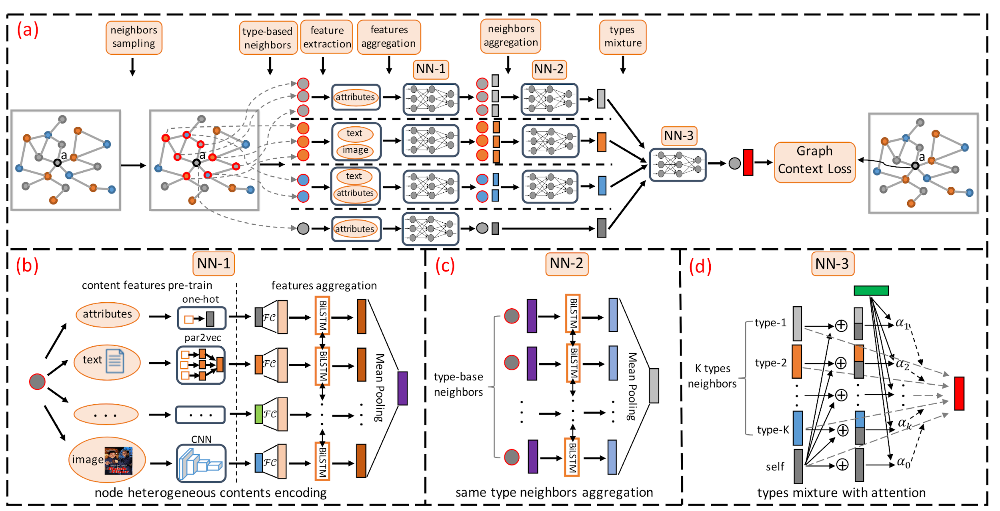 (a)
neighbors
sampling
type-based
neighbors
feature
extraction
features
aggregation
neighbors
aggregation
types
mixture
NN-1
NN-2
NN-3
attributes
text
image
text
attributes
attributes
a
a
a
Graph
Context Loss
(b)
NN-1
content features pre-train
features aggregation
one-hot
attributes
FC
BiLSTM
par2vec
text
FC
BiLSTM
. . .
. . .
FC
CNN
image
FC
BiLSTM
Mean Pooling
node heterogeneous contents encoding
(c)
NN-2
type-base
neighbors
BiLSTM
BiLSTM
BiLSTM
Mean Pooling
same type neighbors aggregation
(d)
NN-3
K types
neighbors
type-1
type-2
type-K
self
α1
α2
αk
α0
types mixture with attention